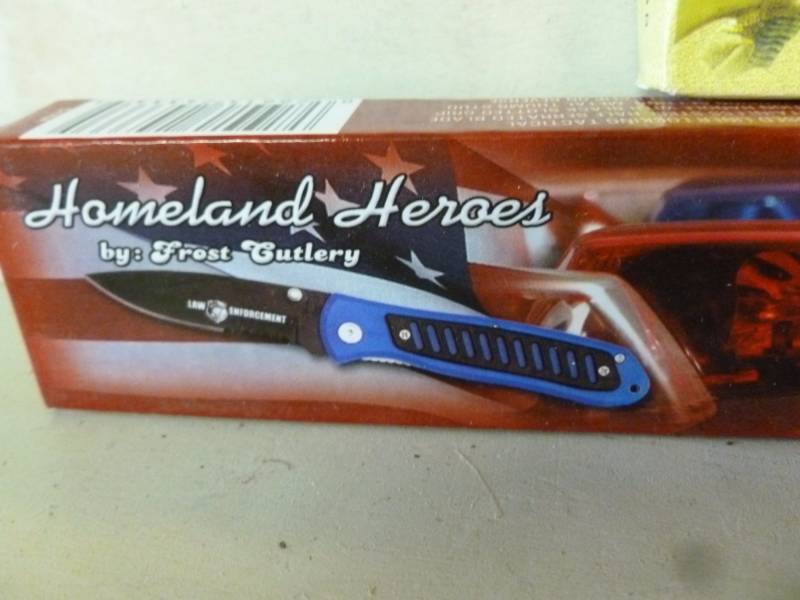 Homeland Heroes
by: Frost Cutlery
LAW ENFORCEMENT